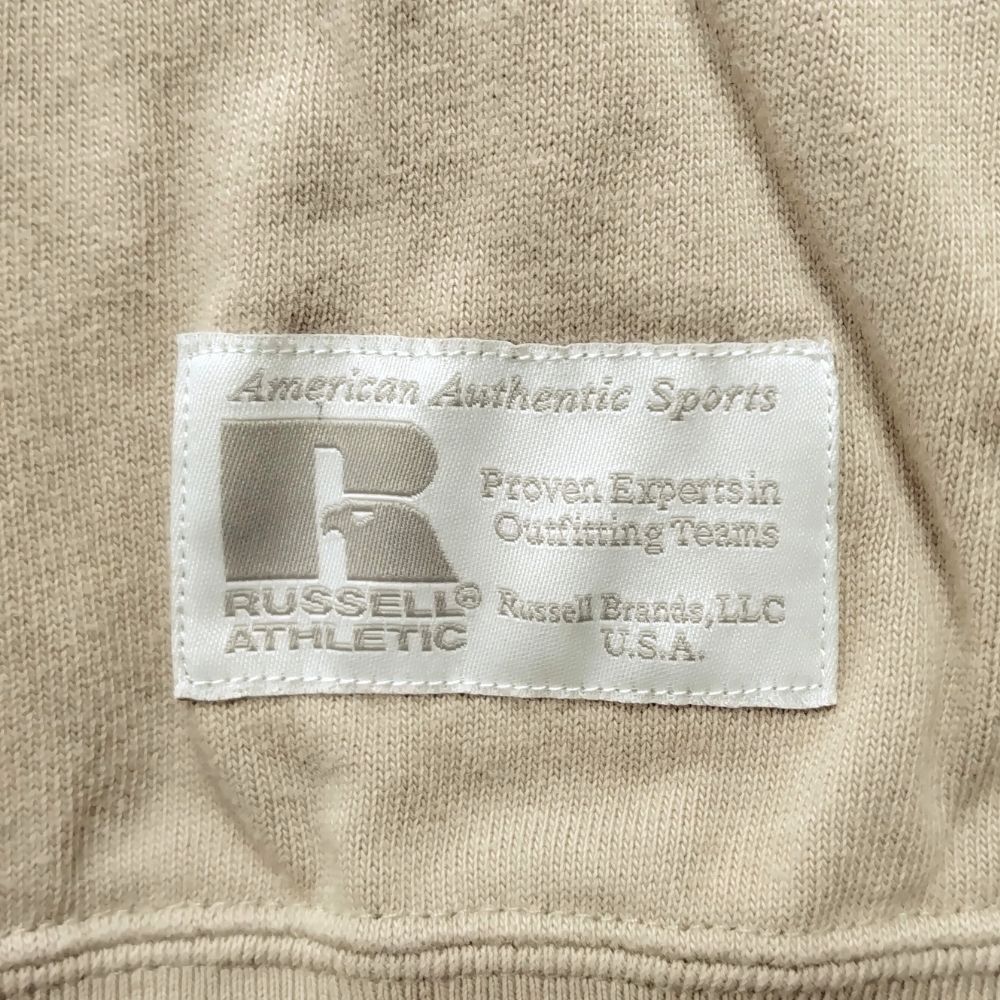 American Authentic Sports
R
Proven Experts in
Outfitting Teams
RUSSELL®
ATHLETIC
Russell Brands, LLC
U.S.A.